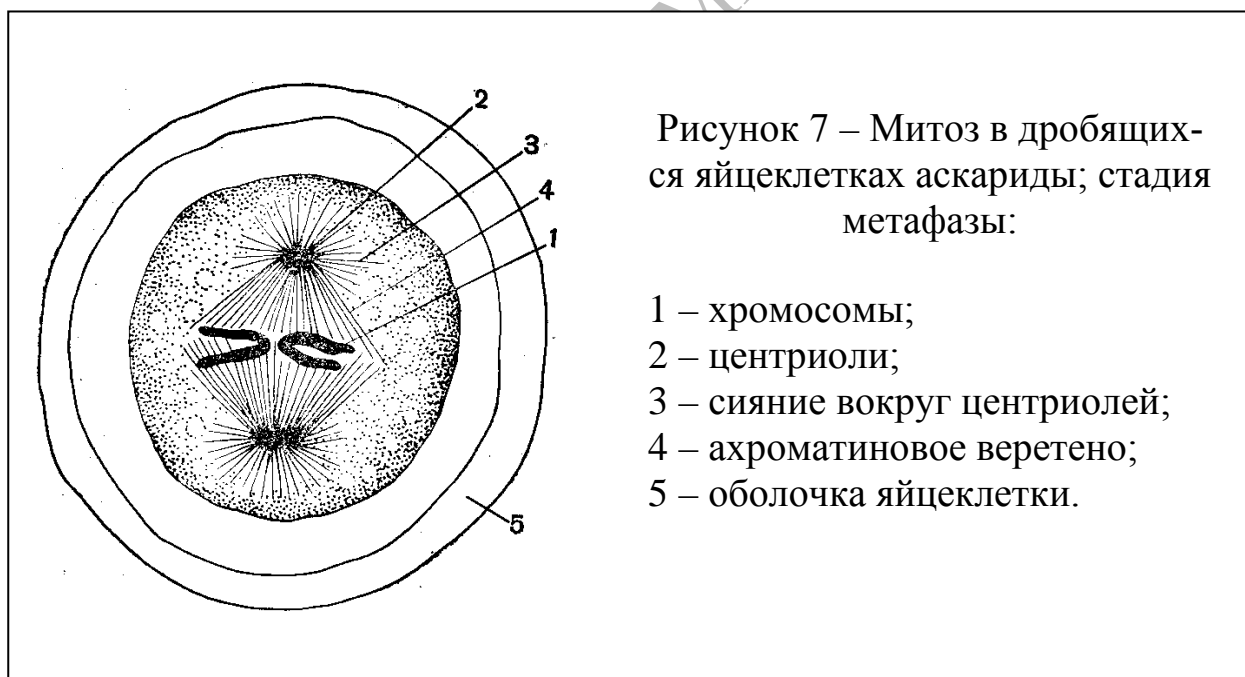 2
3
4
1
5
Рисунок 7 – Митоз в дробящих-
ся яйцеклетках аскариды; стадия
метафазы:
1 – хромосомы;
2 – центриоли;
3 – сияние вокруг центриолей;
4 – ахроматиновое веретено;
5 – оболочка яйцеклетки.